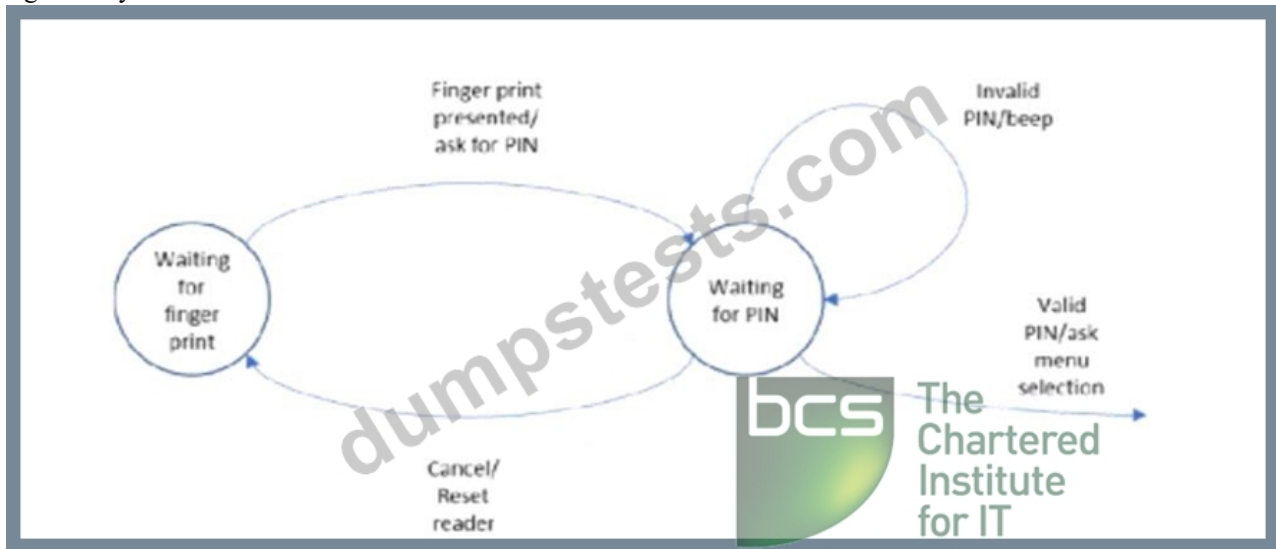 Finger print
presented/
ask for PIN
Invalid
PIN/beep
Waiting
for
finger
print
Waiting
for PIN
Valid
PIN/ask
menu
selection
Cancel/
Reset
reader
dumpstests.com
bcs
The
Chartered
Institute
for IT